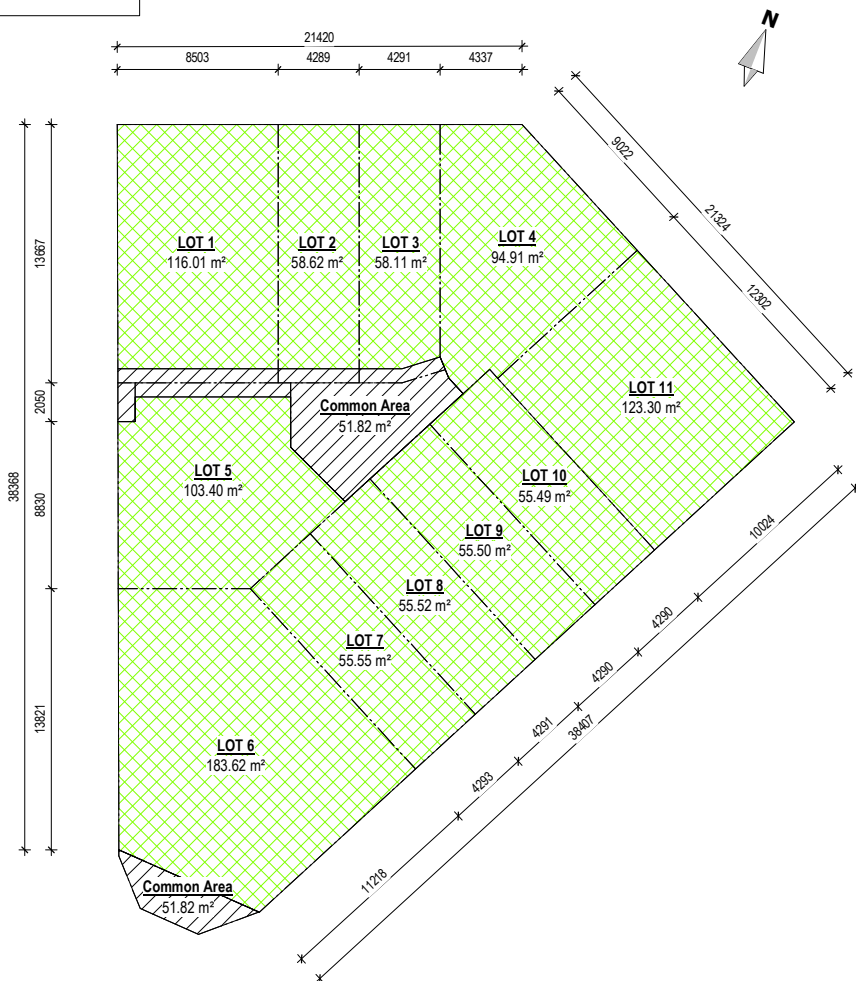 N
21420
8503
4289
4291
4337
9022
21324
12302
38368
13667
2050
8830
13821
LOT 1
116.01 m²
LOT 2
58.62 m²
LOT 3
58.11 m²
LOT 4
94.91 m²
LOT 11
123.30 m²
Common Area
51.82 m²
LOT 5
103.40 m²
LOT 10
55.49 m²
LOT 9
55.50 m²
LOT 8
55.52 m²
LOT 7
55.55 m²
LOT 6
183.62 m²
Common Area
51.82 m²
10024
4290
4290
4291
38407
4293
11218